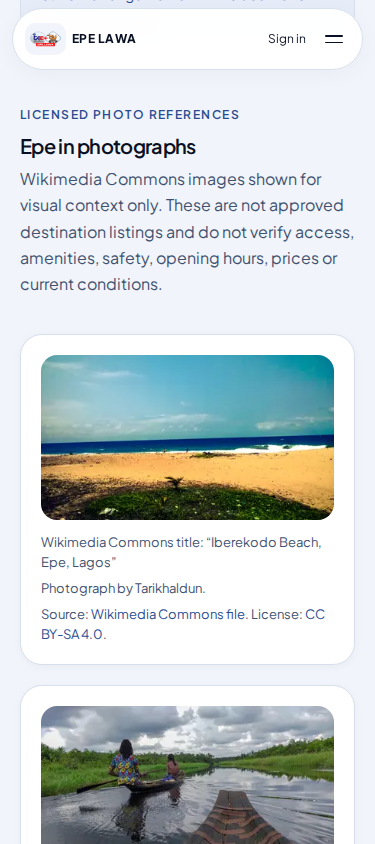 EPE LAWA
Sign in
LICENSED PHOTO REFERENCES
Epe in photographs
Wikimedia Commons images shown for
visual context only. These are not approved
destination listings and do not verify access,
amenities, safety, opening hours, prices or
current conditions.
Wikimedia Commons title: “Iberekodo Beach,
Epe, Lagos”
Photograph by Tarikhaldun.
Source: Wikimedia Commons file. License: CC
BY-SA 4.0.